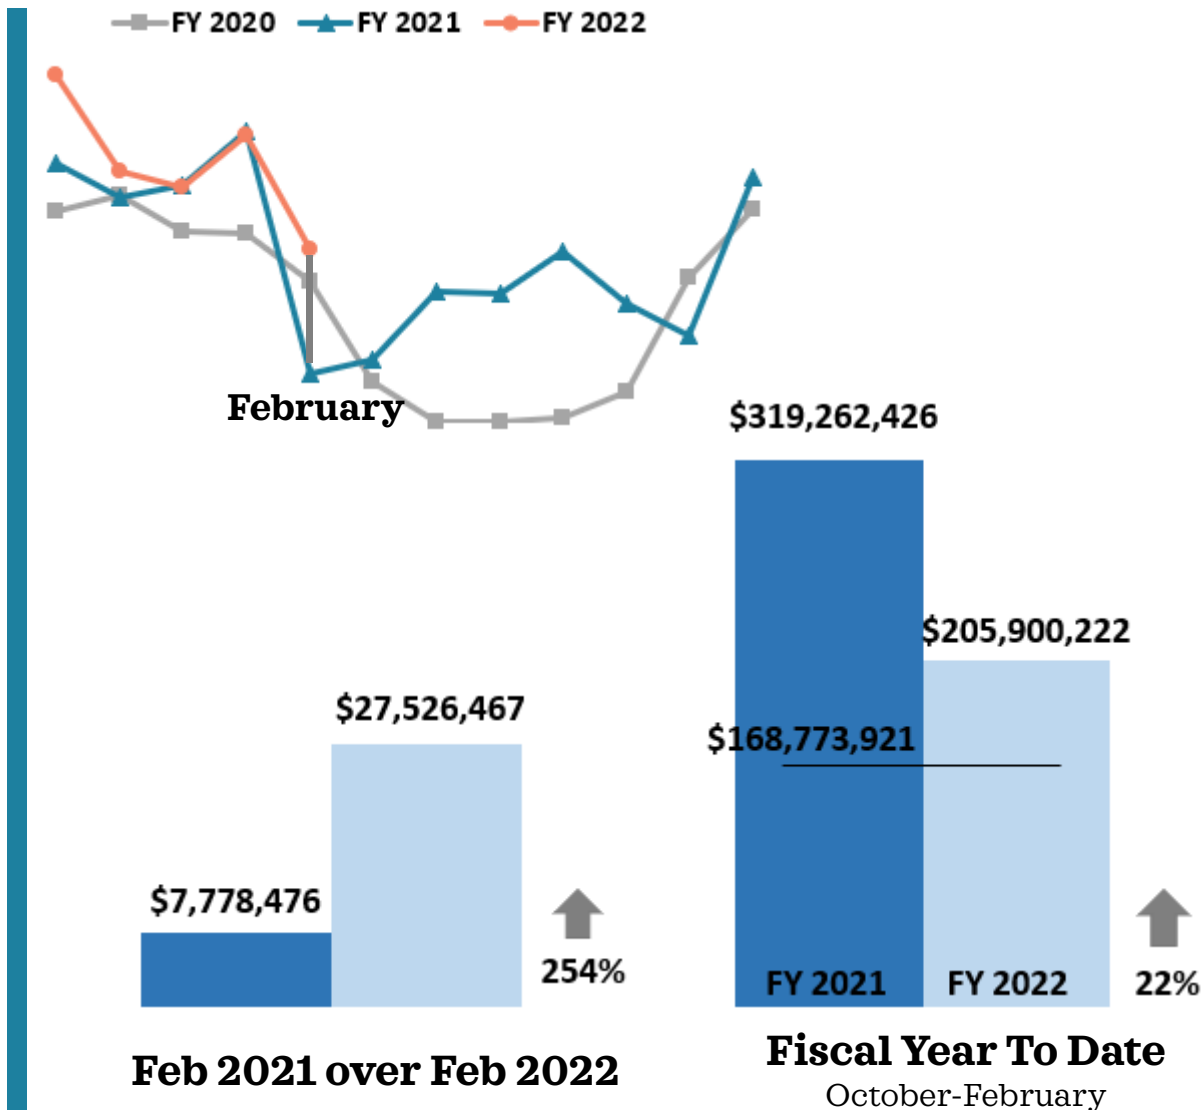 FY 2020 FY 2021 FY 2022
February
$319,262,426
$205,900,222
$27,526,467
$168,773,921
$7,778,476
254%
FY 2021 FY 2022 22%
Feb 2021 over Feb 2022
Fiscal Year To Date
October-February